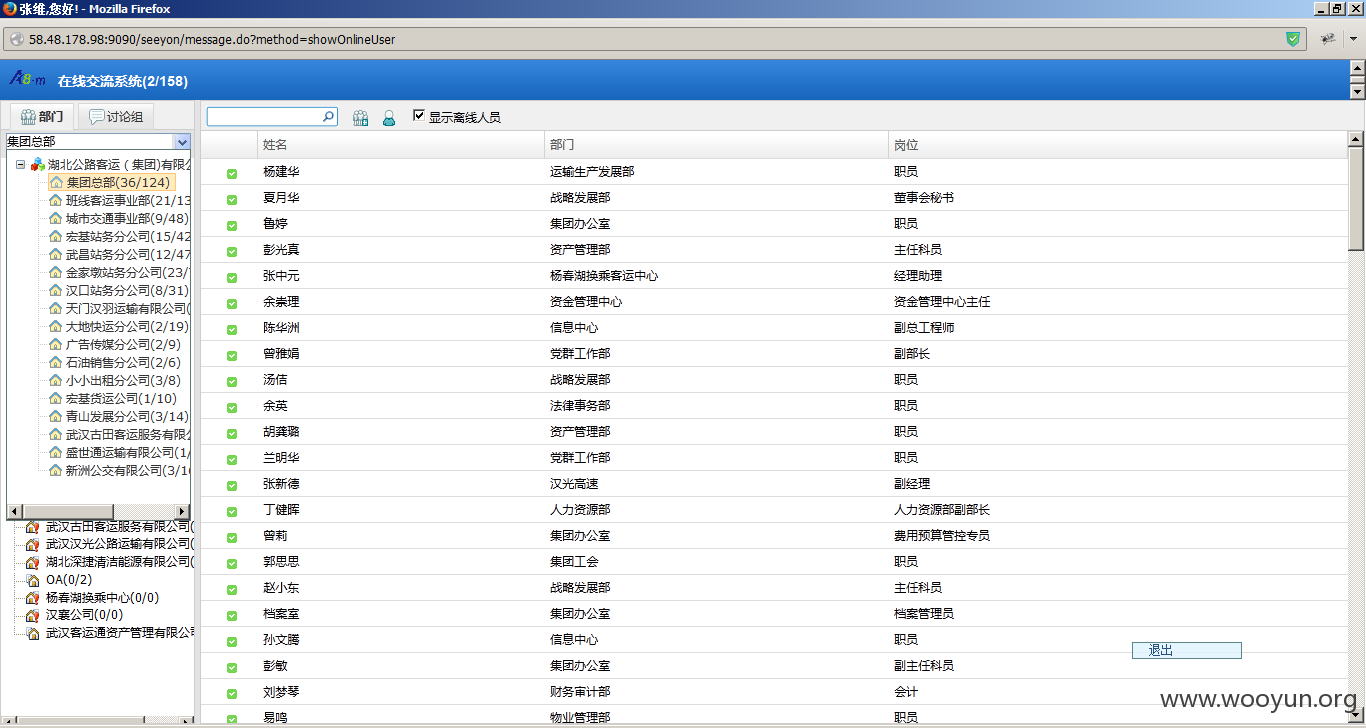 张维,您好! - Mozilla Firefox
58.48.178.98:9090/seeyon/message.do?method=showOnlineUser
A8-m 在线交流系统(2/158)
部门 讨论组
显示离线人员
集团总部
湖北公路客运（集团)有限公
集团总部(36/124)
班线客运事业部(21/13
城市交通事业部(9/48)
宏基站务分公司(15/42
武昌站务分公司(12/47
金家墩站务分公司(23/
汉口站务分公司(8/31)
天门汉羽运输有限公司(
大地快运分公司(2/19)
广告传媒分公司(2/9)
石油销售分公司(2/6)
小小出租分公司(3/8)
宏基货运公司(1/10)
青山发展分公司(3/14)
武汉古田客运服务有限公
盛世通运输有限公司(1/
新洲公交有限公司(3/16
武汉古田客运服务有限公司(
武汉汉光公路运输有限公司(
湖北深捷清洁能源有限公司(
OA(0/2)
杨春湖换乘中心(0/0)
汉襄公司(0/0)
武汉客运通资产管理有限公司
姓名 部门 岗位
杨建华 运输生产发展部 职员
夏月华 战略发展部 董事会秘书
鲁婷 集团办公室 职员
彭光真 资产管理部 主任科员
张中元 杨春湖换乘客运中心 经理助理
余崇理 资金管理中心 资金管理中心主任
陈华洲 信息中心 副总工程师
曾雅娟 党群工作部 副部长
汤佶 战略发展部 职员
余英 法律事务部 职员
胡龚璐 资产管理部 职员
兰明华 党群工作部 职员
张新德 汉光高速 副经理
丁健晖 人力资源部 人力资源部副部长
曾莉 集团办公室 费用预算管控专员
郭思思 集团工会 职员
赵小东 战略发展部 主任科员
档案室 集团办公室 档案管理员
孙文腾 信息中心 职员
彭敏 集团办公室 副主任科员
刘梦琴 财务审计部 会计
易鸣 物业管理部 职员
退出
www.wooyun.org